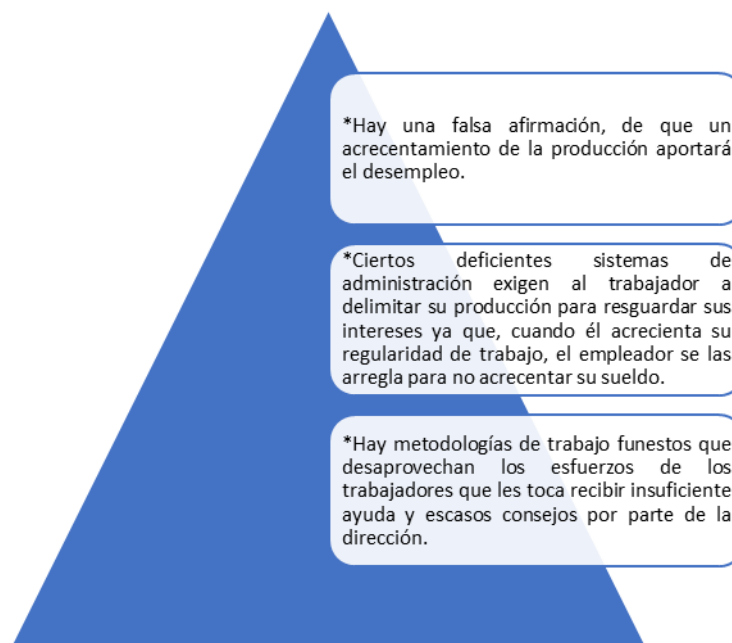 *Hay una falsa afirmación, de que un
acrecentamiento de la producción aportará
el desempleo.
*Ciertos deficientes sistemas de
administración exigen al trabajador a
delimitar su producción para resguardar sus
intereses ya que, cuando él acrecienta su
regularidad de trabajo, el empleador se las
arregla para no acrecentar su sueldo.
*Hay metodologías de trabajo funestos que
desaprovechan los esfuerzos de los
trabajadores que les toca recibir insuficiente
ayuda y escasos consejos por parte de la
dirección.